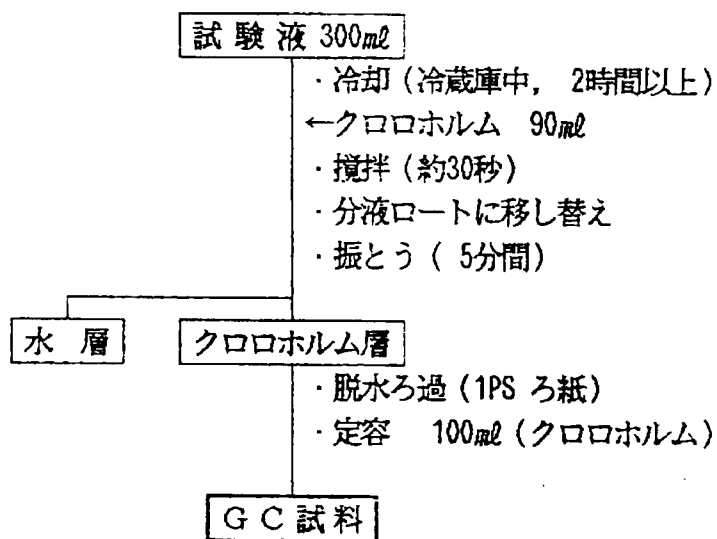 試験液 300ml
・冷却（冷蔵庫中， 2時間以上）
←クロロホルム 90ml
・攪拌（約30秒）
・分液ロートに移し替え
・振とう（ 5分間）
水 層
クロロホルム層
・脱水ろ過（1PS ろ紙）
・定容 100ml（クロロホルム）
ＧＣ試料